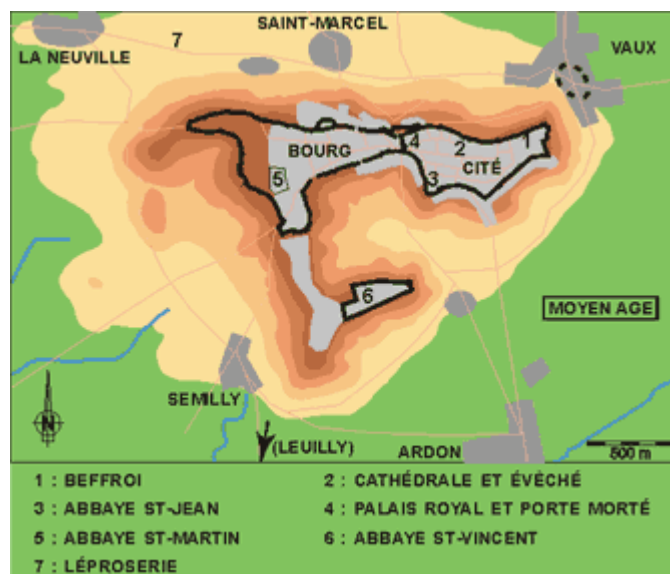 SAINT-MARCEL
7
LA NEUVILLE
VAUX
BOURG
4
2
1
CITÉ
5
3
6
MOYEN AGE
SEMILLY
N
(LEUILLY)
ARDON
500 m
1 : BEFFROI
2 : CATHÉDRALE ET ÉVÈCHÉ
3 : ABBAYE ST-JEAN
4 : PALAIS ROYAL ET PORTE MORTÉ
5 : ABBAYE ST-MARTIN
6 : ABBAYE ST-VINCENT
7 : LÉPROSERIE